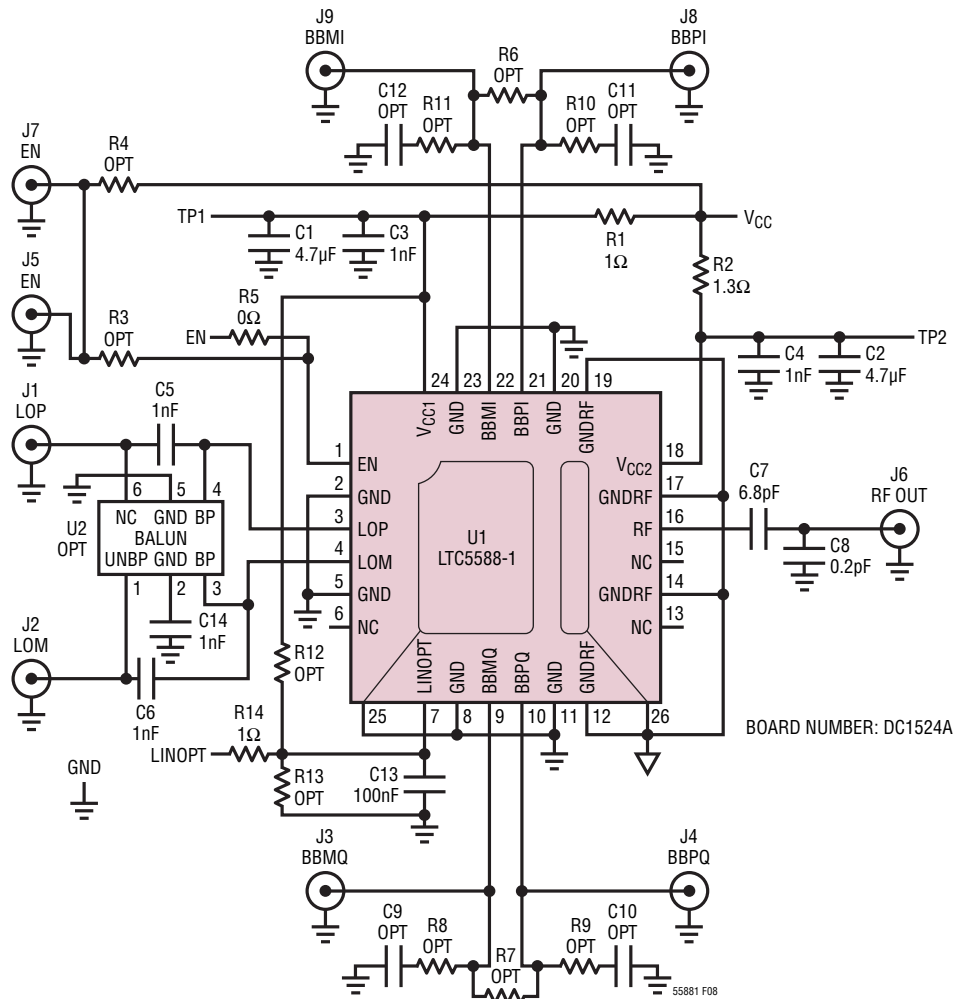 J9
BBMI
J8
BBPI
R6
OPT
C12
OPT
R11
OPT
R10
OPT
C11
OPT
J7
EN
R4
OPT
TP1
VCC
C1
4.7µF
C3
1nF
R1
1Ω
R2
1.3Ω
J5
EN
R3
OPT
R5
0Ω
EN
TP2
C4
1nF
C2
4.7µF
J1
LOP
C5
1nF
24
23
22
21
20
19
VCC1
GND
BBMI
BBPI
GND
GNDRF
1
EN
2
GND
3
LOP
4
LOM
5
GND
6
NC
U1
LTC5588-1
18
VCC2
17
GNDRF
16
RF
15
NC
14
GNDRF
13
NC
C7
6.8pF
J6
RF OUT
C8
0.2pF
6
5
4
NC GND BP
BALUN
UNBP GND BP
1
2
3
U2
OPT
C14
1nF
J2
LOM
C6
1nF
LINOPT
GND
BBMQ
BBPQ
GND
GNDRF
25
7
8
9
10
11
12
26
R12
OPT
R14
1Ω
LINOPT
R13
OPT
C13
100nF
GND
BOARD NUMBER: DC1524A
J3
BBMQ
J4
BBPQ
C9
OPT
R8
OPT
R7
OPT
R9
OPT
C10
OPT
55881 F08